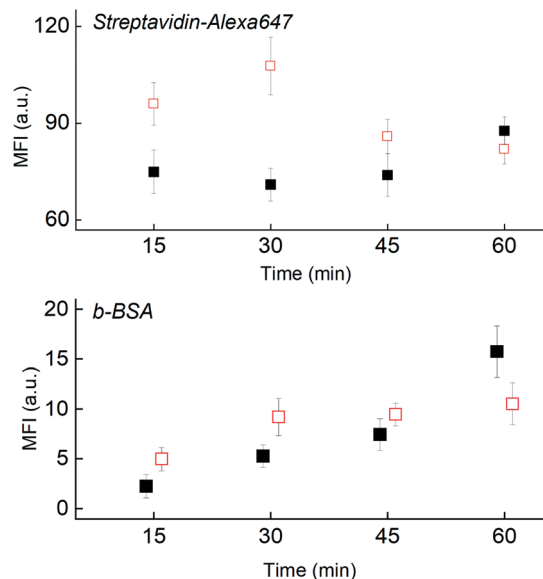 Streptavidin-Alexa647
120
90
60
MFI (a.u.)
15 30 45 60
Time (min)
b-BSA
20
15
10
5
0
MFI (a.u.)
15 30 45 60
Time (min)